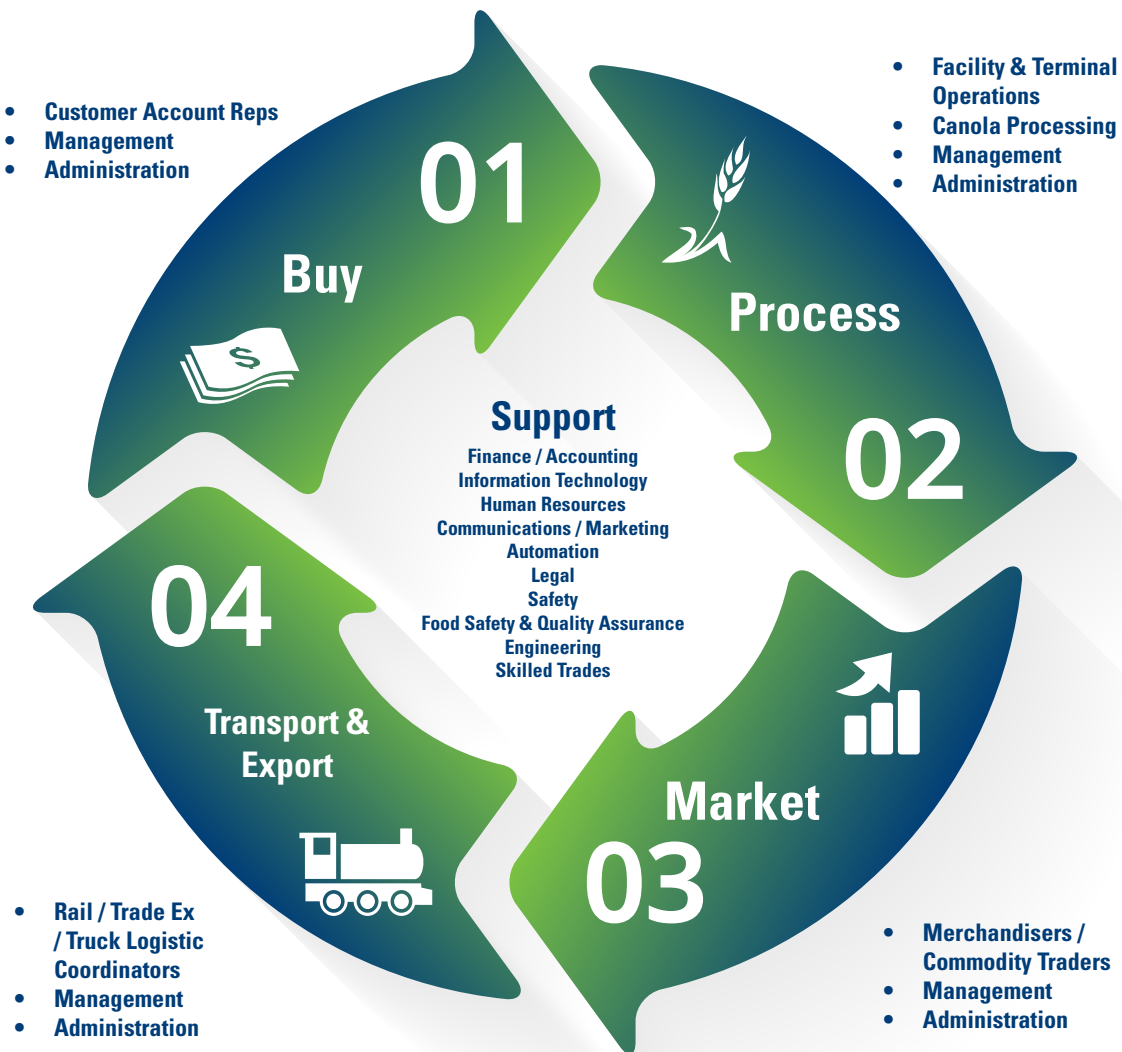 • Customer Account Reps
• Management
• Administration
01
Buy
$
• Facility & Terminal
Operations
• Canola Processing
• Management
• Administration
Process
02
Support
Finance / Accounting
Information Technology
Human Resources
Communications / Marketing
Automation
Legal
Safety
Food Safety & Quality Assurance
Engineering
Skilled Trades
Market
03
• Merchandisers /
Commodity Traders
• Management
• Administration
04
Transport &
Export
• Rail / Trade Ex
/ Truck Logistic
Coordinators
• Management
• Administration